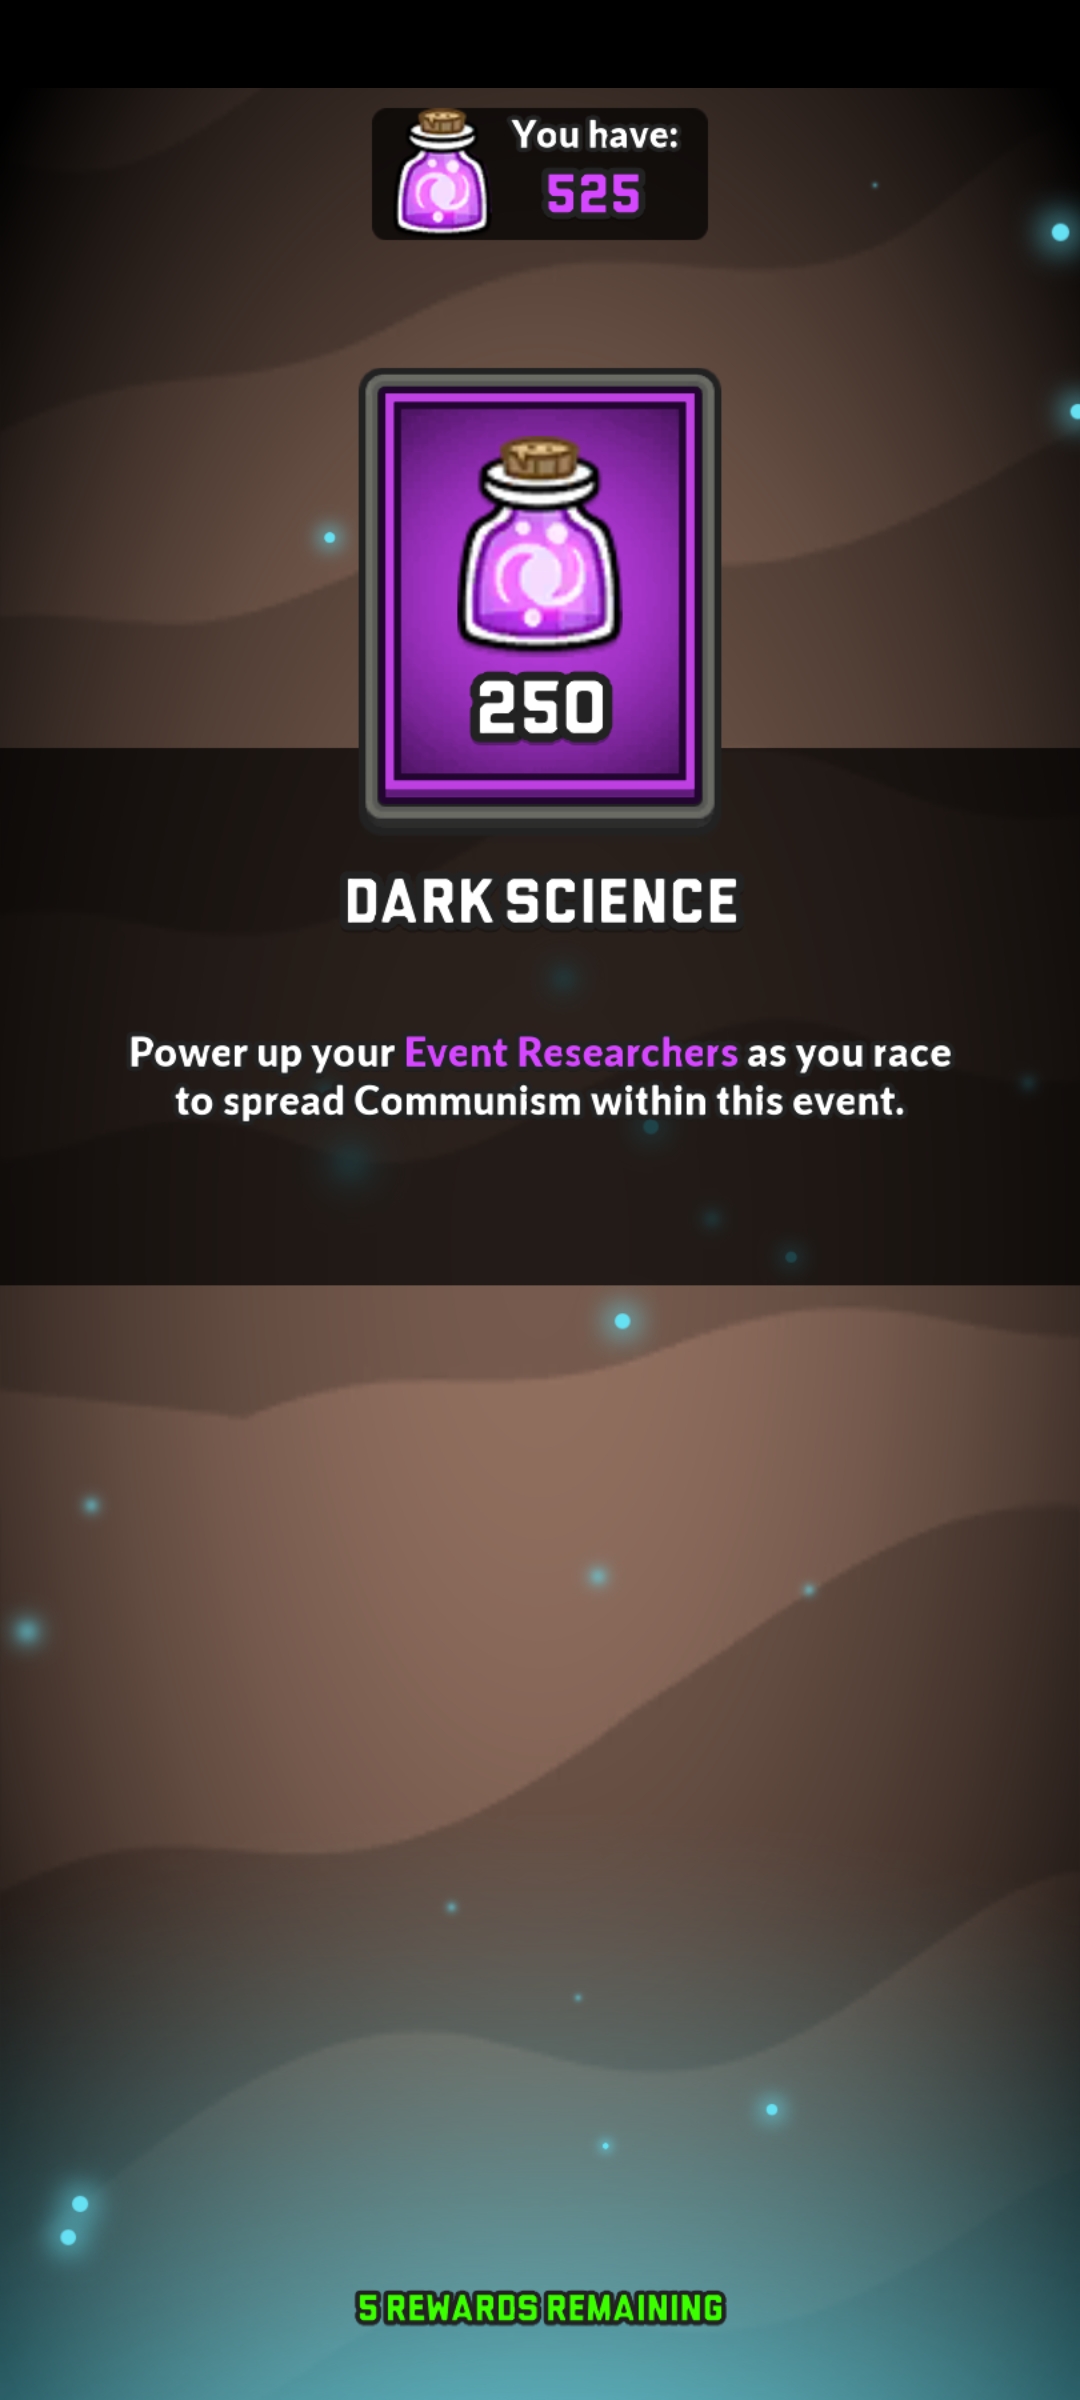 You have:
525
250
DARK SCIENCE
Power up your Event Researchers as you race
to spread Communism within this event.
5 REWARDS REMAINING